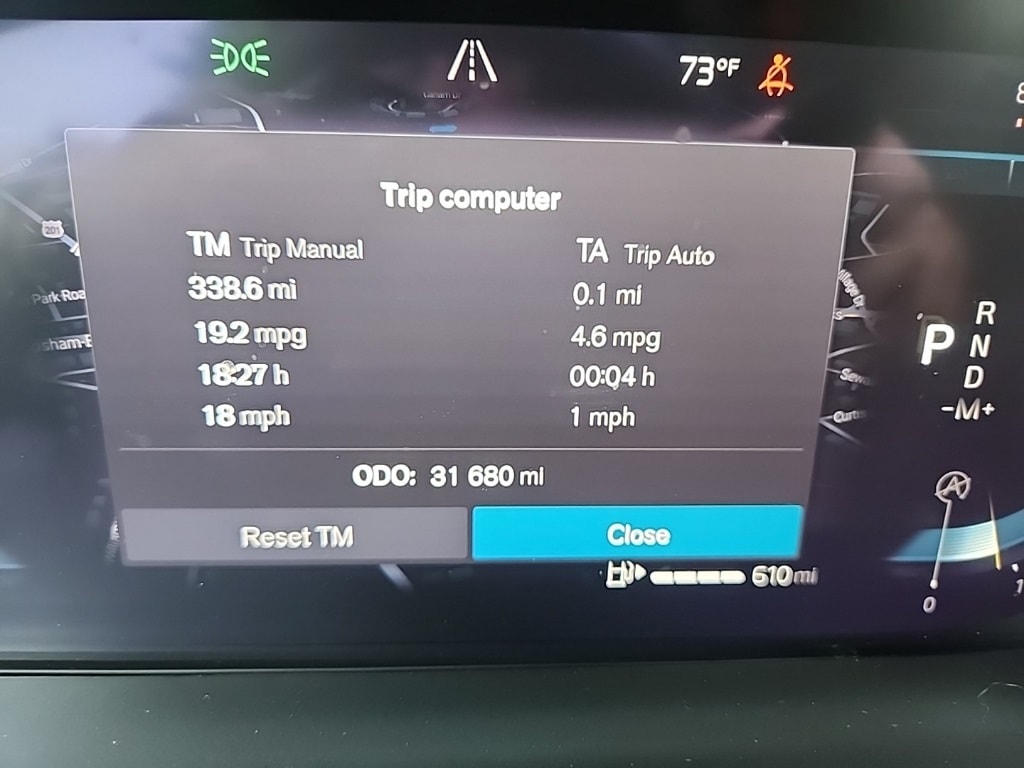 73°F
Trip computer
TM Trip Manual
TA Trip Auto
338.6 mi
0.1 mi
19.2 mpg
4.6 mpg
18:27 h
00:04 h
18 mph
1 mph
ODO: 31 680 mi
Reset TM
Close
610 mi
201
Park Roa
sham-B
Curtis
P
R
N
D
-M+
A
0